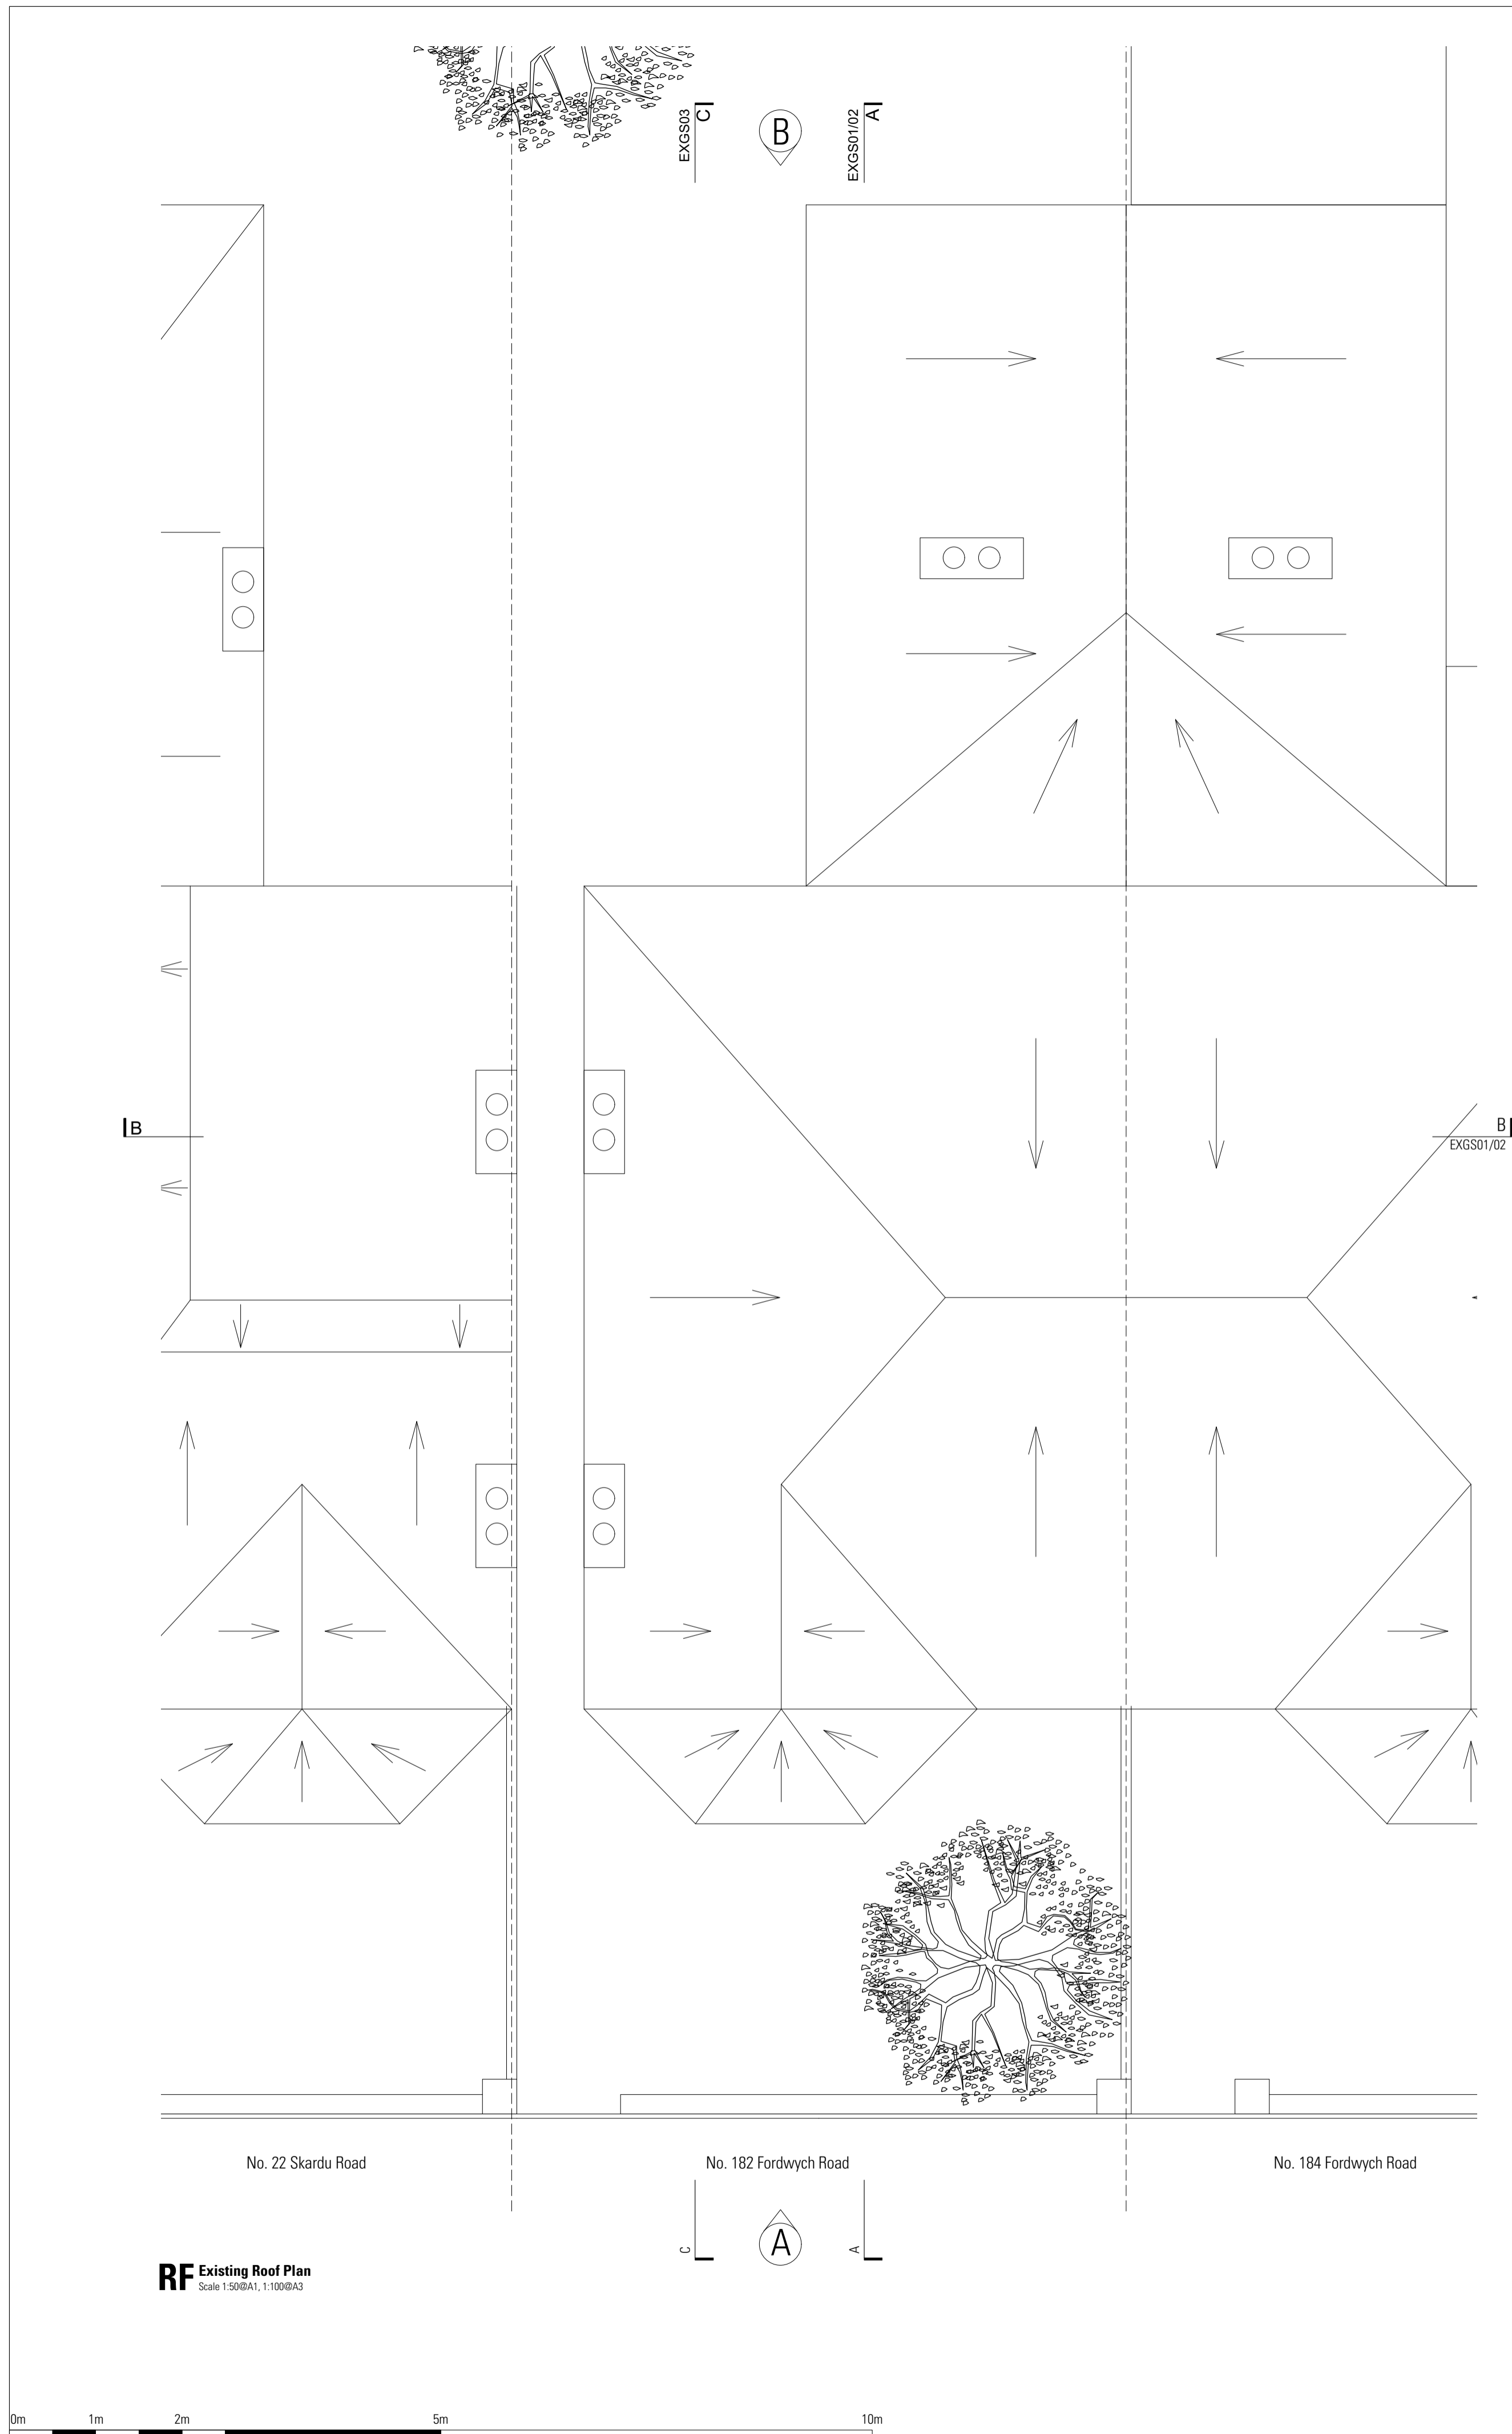 EXGS03
C
B
EXGS01/02
A
B
B
EXGS01/02
No. 22 Skardu Road
No. 182 Fordwych Road
No. 184 Fordwych Road
C
A
A
RF Existing Roof Plan
Scale 1:50@A1, 1:100@A3
0m 1m 2m 5m 10m